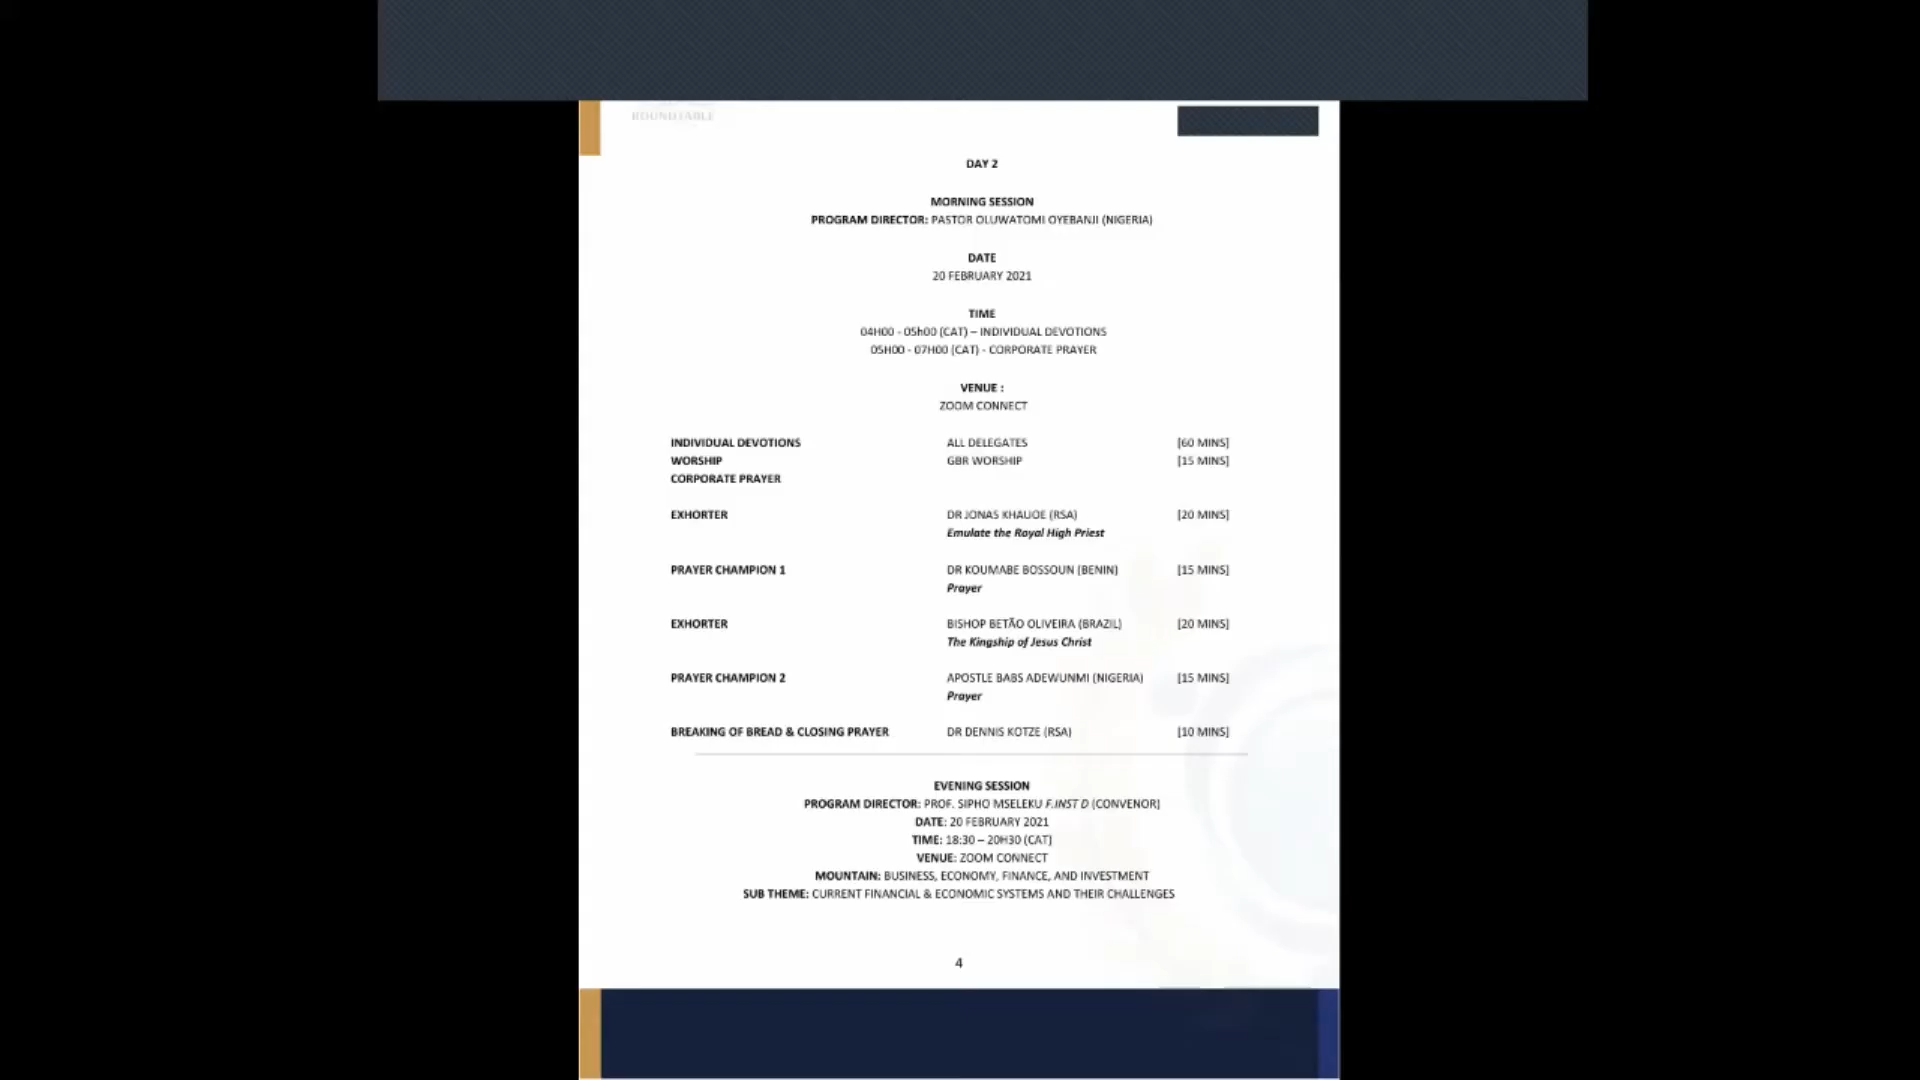 ROUNDTABLE
DAY 2
MORNING SESSION
PROGRAM DIRECTOR: PASTOR OLUWATOMI OYEBANJI (NIGERIA)
DATE
20 FEBRUARY 2021
TIME
04H00 - 05h00 (CAT) – INDIVIDUAL DEVOTIONS
05H00 - 07H00 (CAT) - CORPORATE PRAYER
VENUE :
ZOOM CONNECT
INDIVIDUAL DEVOTIONS ALL DELEGATES [60 MINS]
WORSHIP GBR WORSHIP [15 MINS]
CORPORATE PRAYER
EXHORTER DR JONAS KHAUOE (RSA) [20 MINS]
Emulate the Royal High Priest
PRAYER CHAMPION 1 DR KOUMABE BOSSOUN (BENIN) [15 MINS]
Prayer
EXHORTER BISHOP BETÃO OLIVEIRA (BRAZIL) [20 MINS]
The Kingship of Jesus Christ
PRAYER CHAMPION 2 APOSTLE BABS ADEWUNMI (NIGERIA) [15 MINS]
Prayer
BREAKING OF BREAD & CLOSING PRAYER DR DENNIS KOTZE (RSA) [10 MINS]
EVENING SESSION
PROGRAM DIRECTOR: PROF. SIPHO MSELEKU F.INST D (CONVENOR)
DATE: 20 FEBRUARY 2021
TIME: 18:30 – 20H30 (CAT)
VENUE: ZOOM CONNECT
MOUNTAIN: BUSINESS, ECONOMY, FINANCE, AND INVESTMENT
SUB THEME: CURRENT FINANCIAL & ECONOMIC SYSTEMS AND THEIR CHALLENGES
4